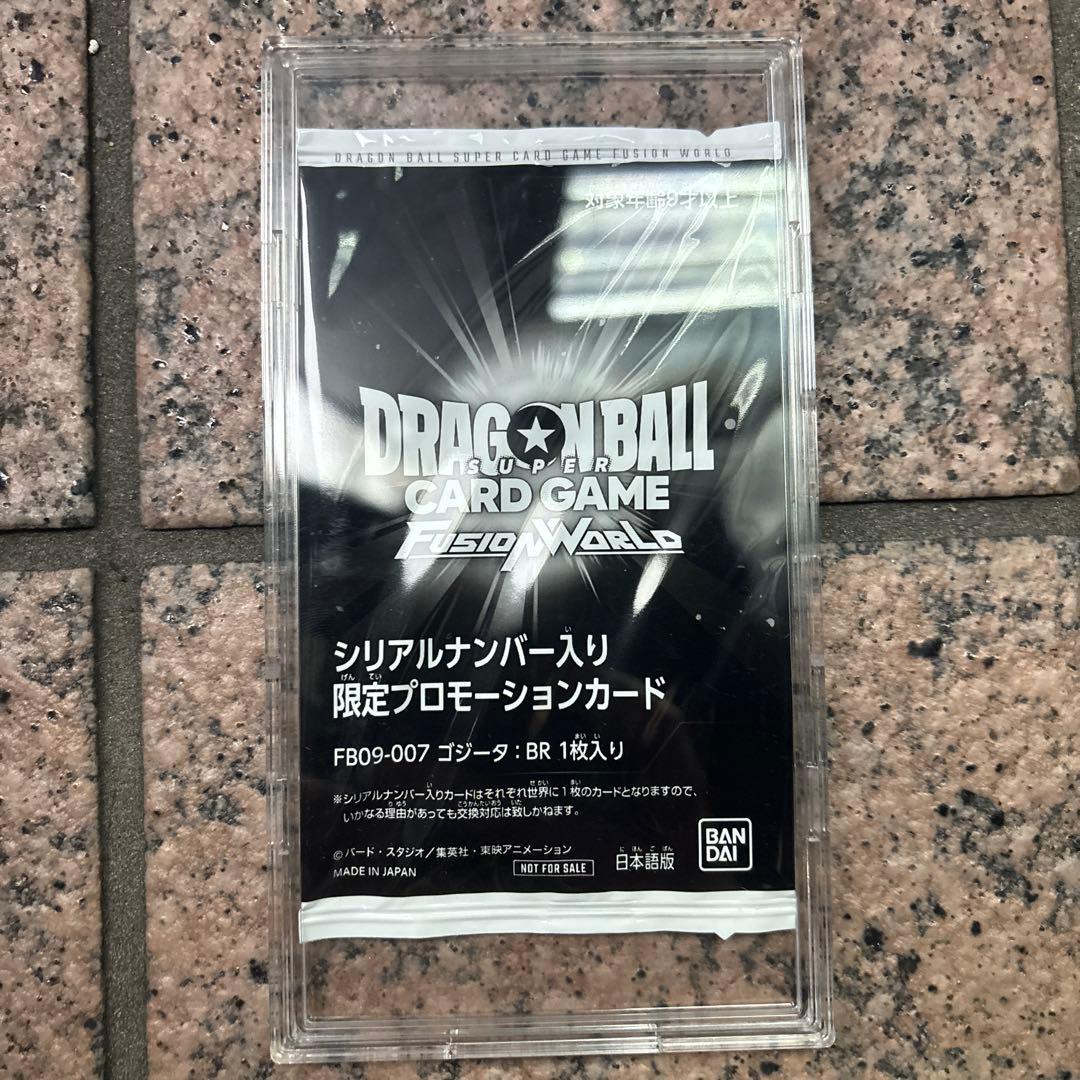 DRAGON BALL SUPER CARD GAME FUSION WORLD
対象年齢9才以上
DRAGON BALL
SUPER
CARD GAME
FUSION WORLD
シリアルナンバー入り
限定プロモーションカード
FB09-007 ゴジータ：BR 1枚入り
※シリアルナンバー入りカードはそれぞれ世界に1枚のカードとなりますので、
いかなる理由があっても交換対応は致しかねます。
©バード・スタジオ／集英社・東映アニメーション
MADE IN JAPAN
NOT FOR SALE
日本語版
BAN
DAI